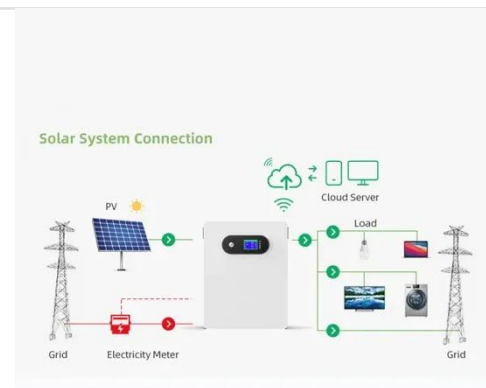 Solar System Connection
Cloud Server
PV
Load
Grid
Electricity Meter
Grid